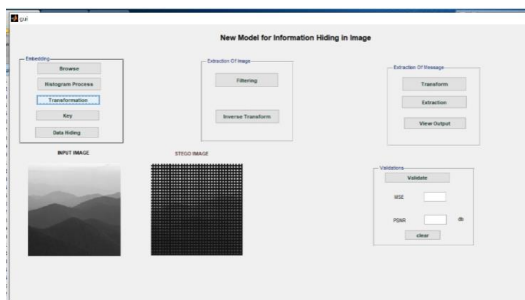 gui
New Model for Information Hiding in Image
Embedding
Browse
Histogram Process
Transformation
Key
Data Hiding
Extraction Of Image
Filtering
Inverse Transform
Extraction Of Message
Transform
Extraction
View Output
INPUT IMAGE
STEGO IMAGE
Validations
Validate
MSE
PSNR
db
clear